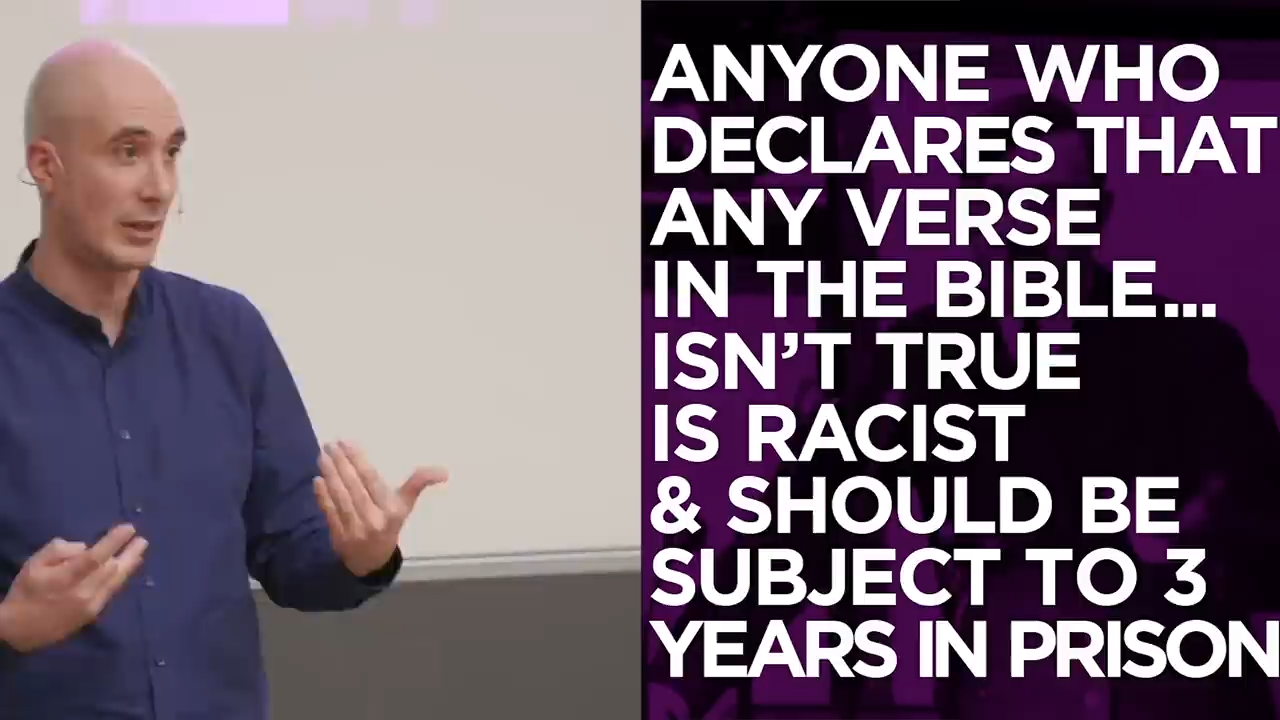 ANYONE WHO
DECLARES THAT
ANY VERSE
IN THE BIBLE...
ISN'T TRUE
IS RACIST
& SHOULD BE
SUBJECT TO 3
YEARS IN PRISON